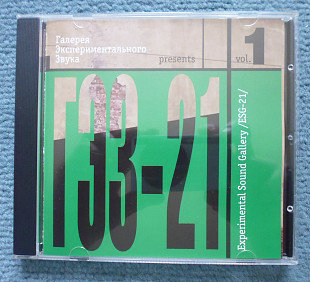 Галерея
Экспериментального
Звука
presents
vol.
1
ГЭЗ-21
Experimental Sound Gallery /ESG-21/